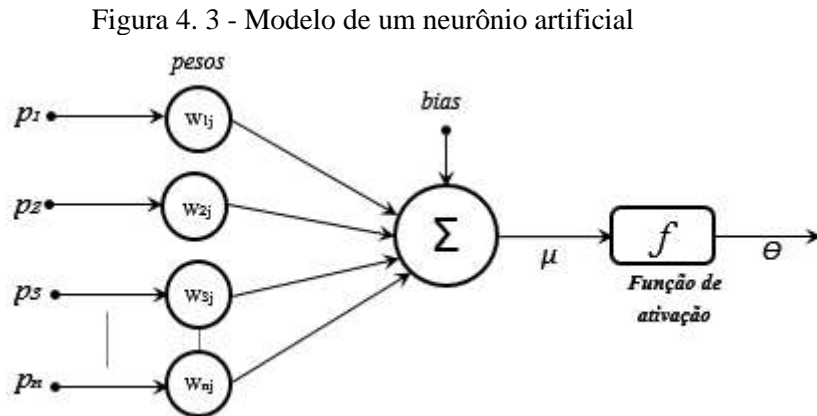 Figura 4. 3 - Modelo de um neurônio artificial
pesos
bias
p1
w1j
p2
w2j
Σ
μ
f
Θ
p3
w3j
Função de
ativação
pn
wnj